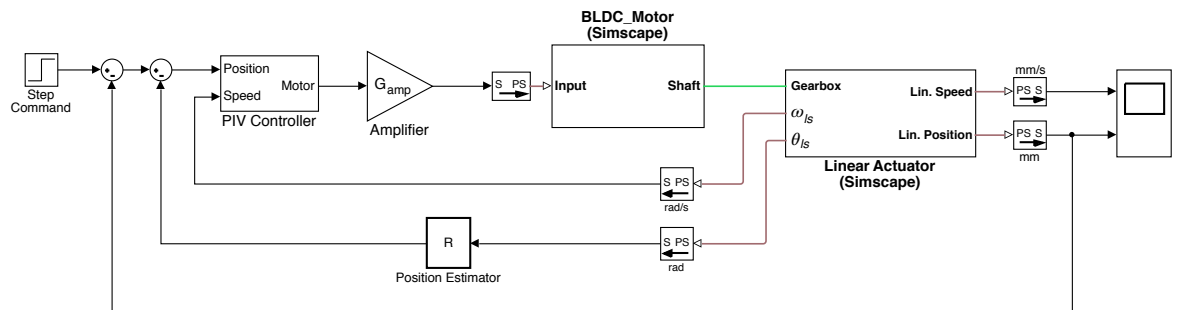 BLDC_Motor
(Simscape)
Step
Command
Position
Speed
Motor
PIV Controller
G_amp
Amplifier
S PS
Input
Shaft
Gearbox
ω_ls
θ_ls
Lin. Speed
Lin. Position
Linear Actuator
(Simscape)
mm/s
PS S
PS S
mm
S PS
rad/s
R
Position Estimator
S PS
rad